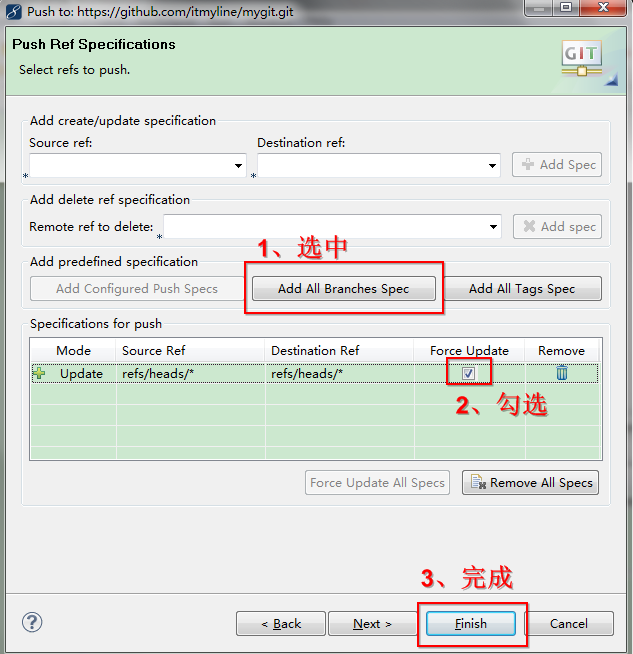 Push to: https://github.com/itmyline/mygit.git
Push Ref Specifications
Select refs to push.
GIT
Add create/update specification
Source ref:
Destination ref:
*
*
Add Spec
Add delete ref specification
Remote ref to delete:
*
Add spec
1、选中
Add predefined specification
Add Configured Push Specs
Add All Branches Spec
Add All Tags Spec
Specifications for push
Mode Source Ref Destination Ref Force Update Remove
Update refs/heads/* refs/heads/*
2、勾选
Force Update All Specs
Remove All Specs
3、完成
?
< Back
Next >
Finish
Cancel